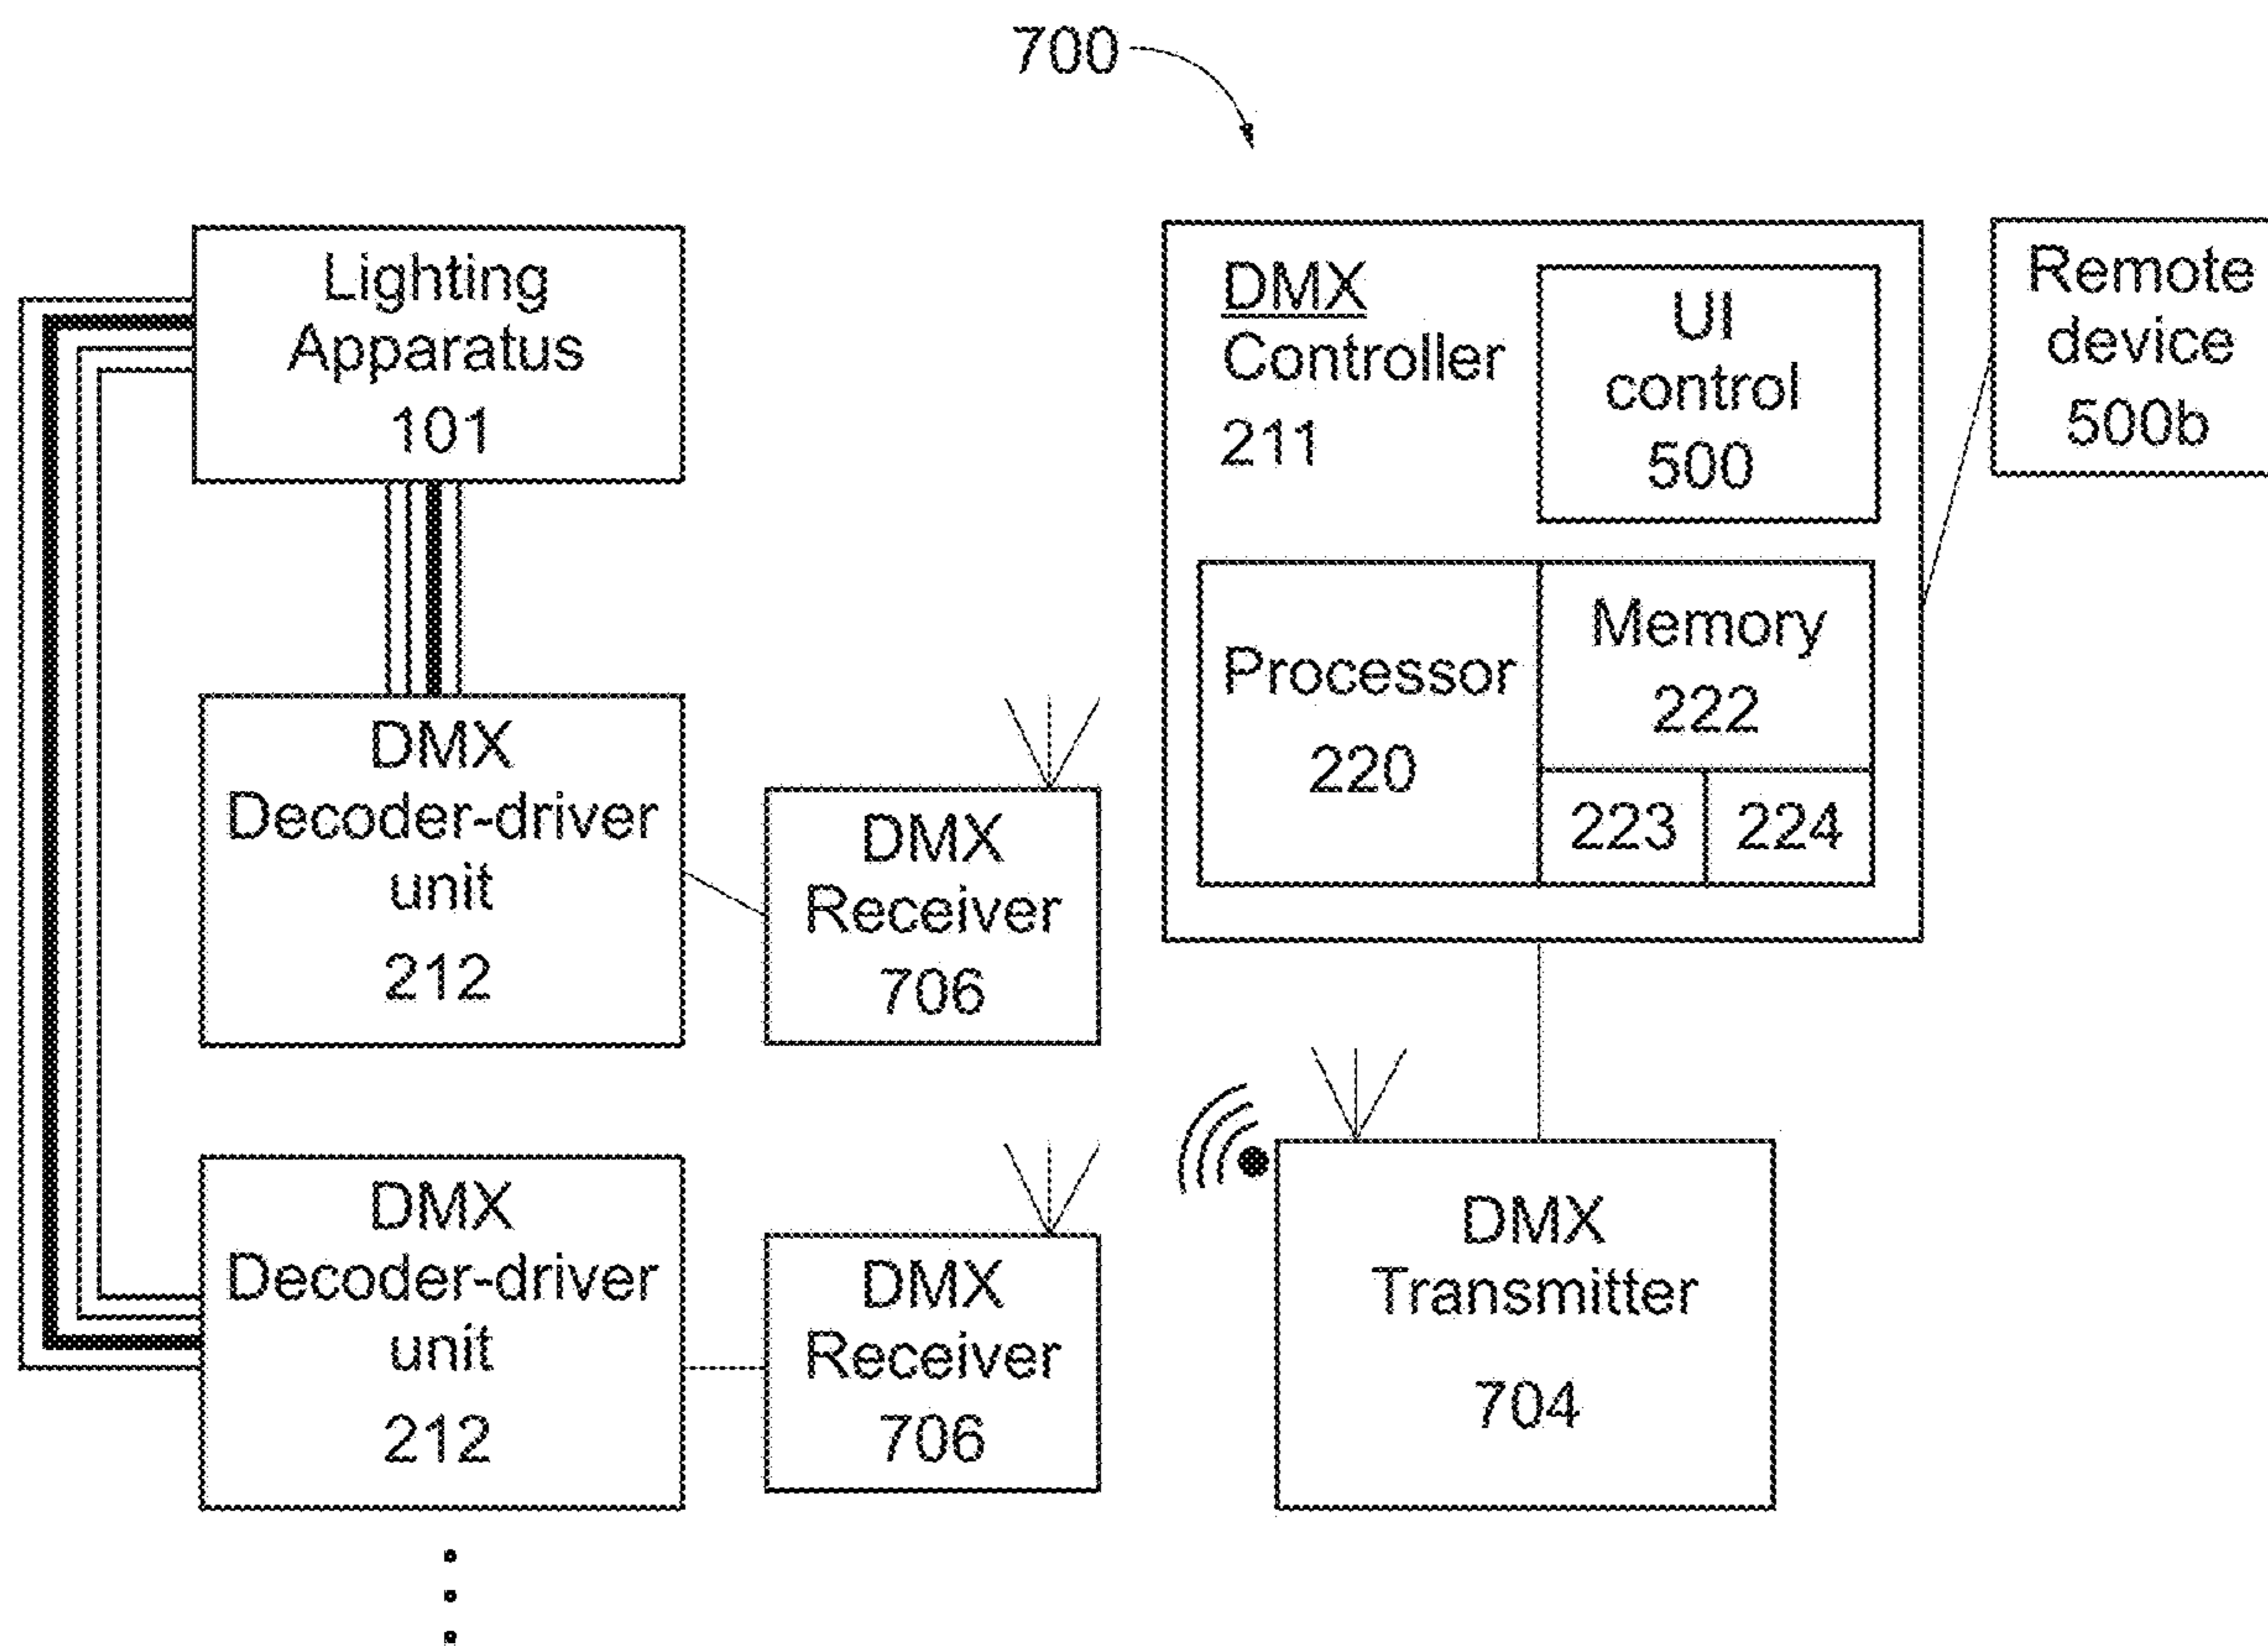 700
Lighting
Apparatus
101
DMX
Controller
211
UI
control
500
Remote
device
500b
Processor
220
Memory
222
223
224
DMX
Decoder-driver
unit
212
DMX
Receiver
706
DMX
Decoder-driver
unit
212
DMX
Receiver
706
DMX
Transmitter
704